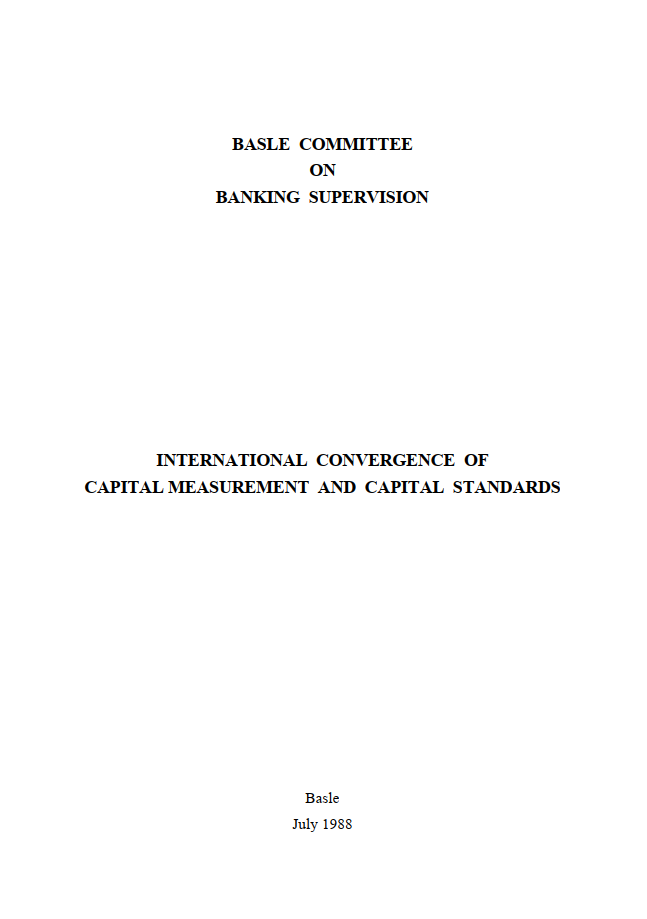 BASLE COMMITTEE
ON
BANKING SUPERVISION
INTERNATIONAL CONVERGENCE OF
CAPITAL MEASUREMENT AND CAPITAL STANDARDS
Basle
July 1988